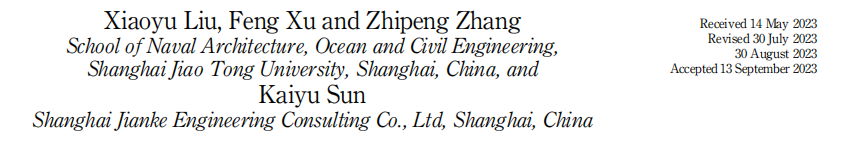 Xiaoyu Liu, Feng Xu and Zhipeng Zhang
School of Naval Architecture, Ocean and Civil Engineering,
Shanghai Jiao Tong University, Shanghai, China, and
Kaiyu Sun
Shanghai Jianke Engineering Consulting Co., Ltd, Shanghai, China
Received 14 May 2023
Revised 30 July 2023
30 August 2023
Accepted 13 September 2023